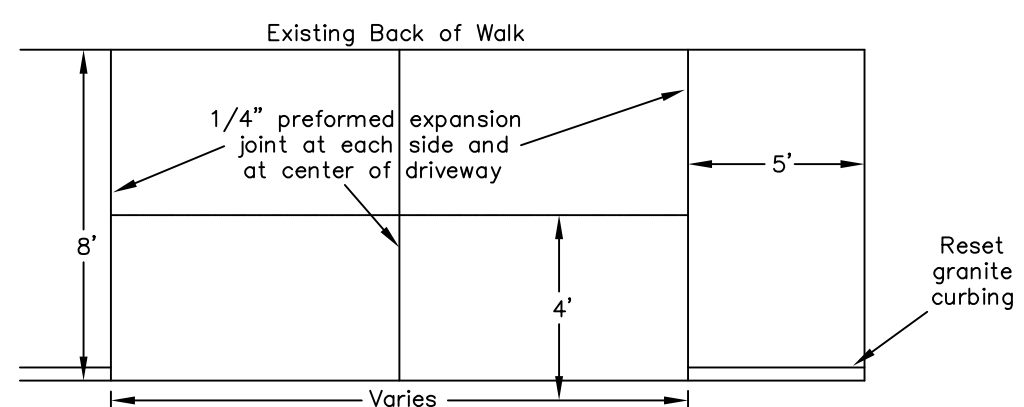 Existing Back of Walk
1/4" preformed expansion
joint at each side and
at center of driveway
5'
8'
Reset
granite
curbing
4'
Varies